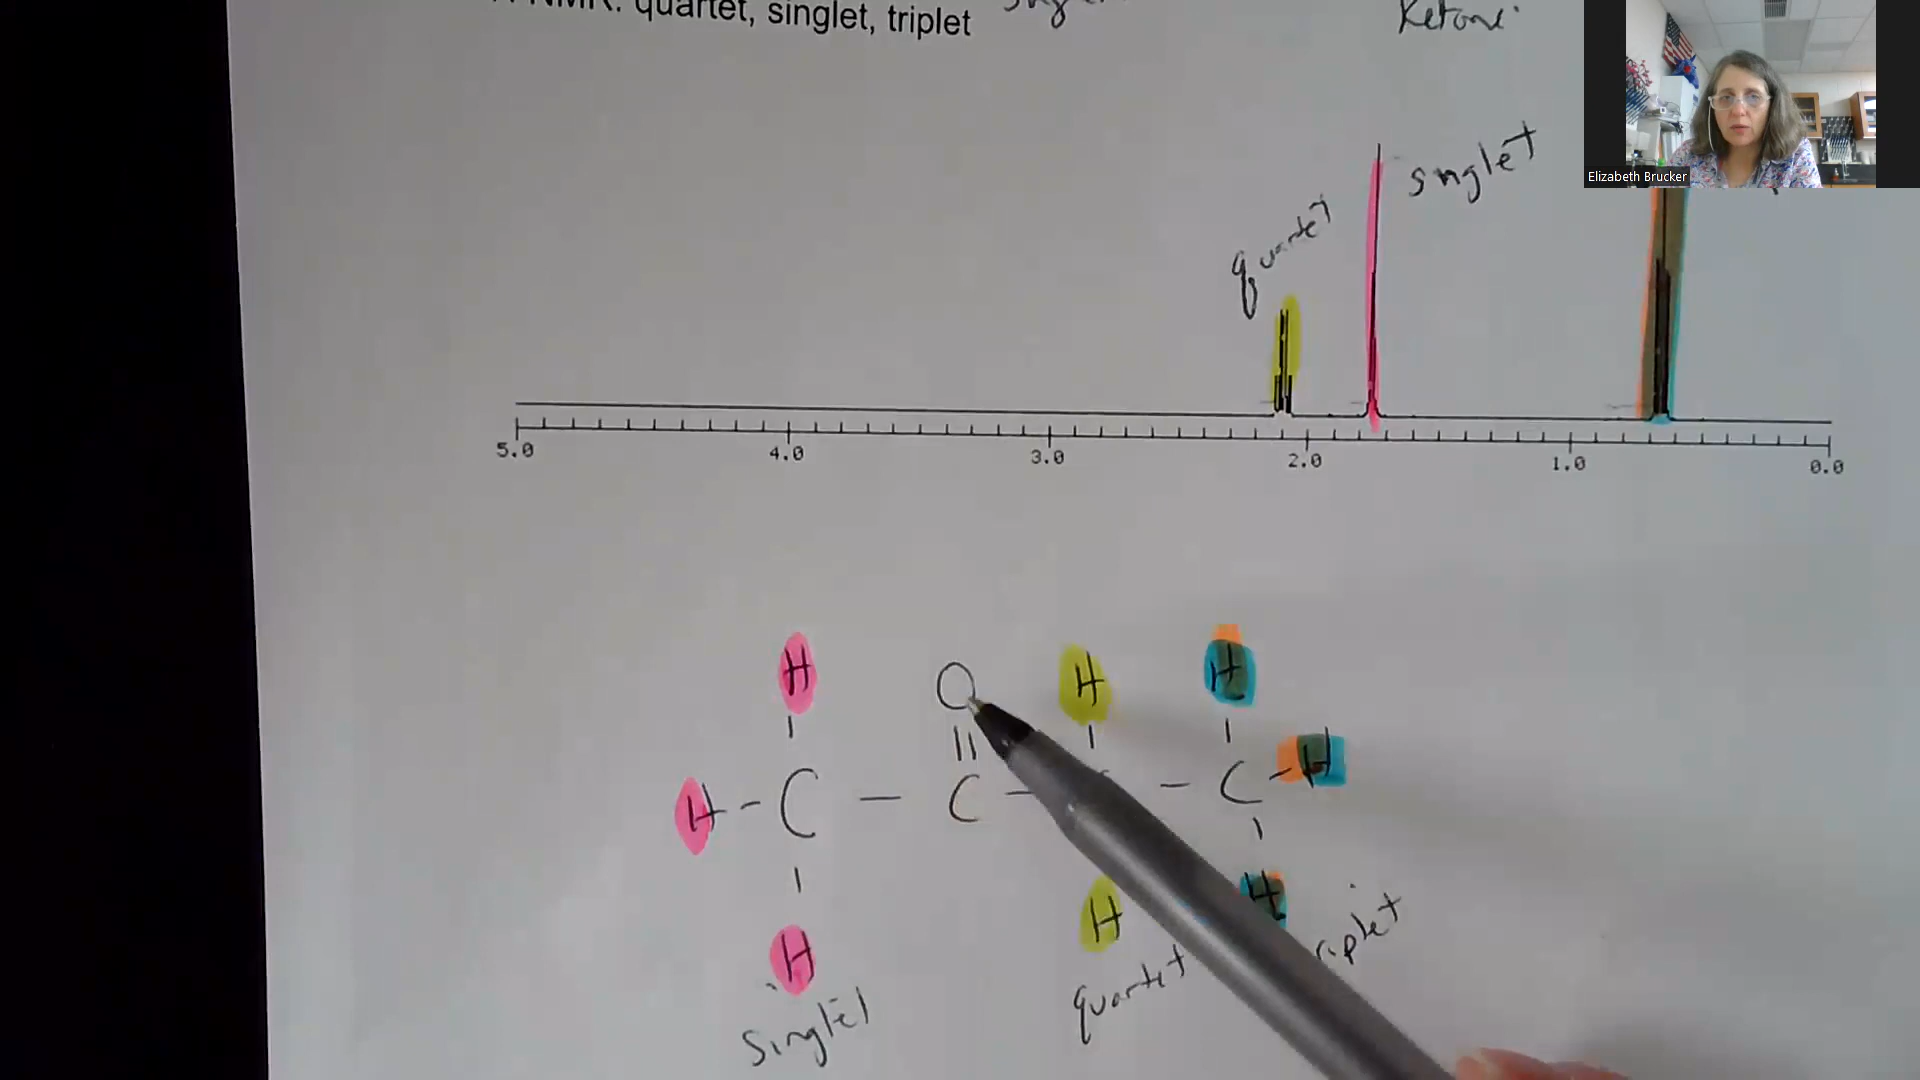 NMR: quartet, singlet, triplet
Ketone
Elizabeth Brucker
singlet
quartet
5.0 4.0 3.0 2.0 1.0 0.0
H O H H
H - C - C - - C - H
H H H
singlet quartet riplet